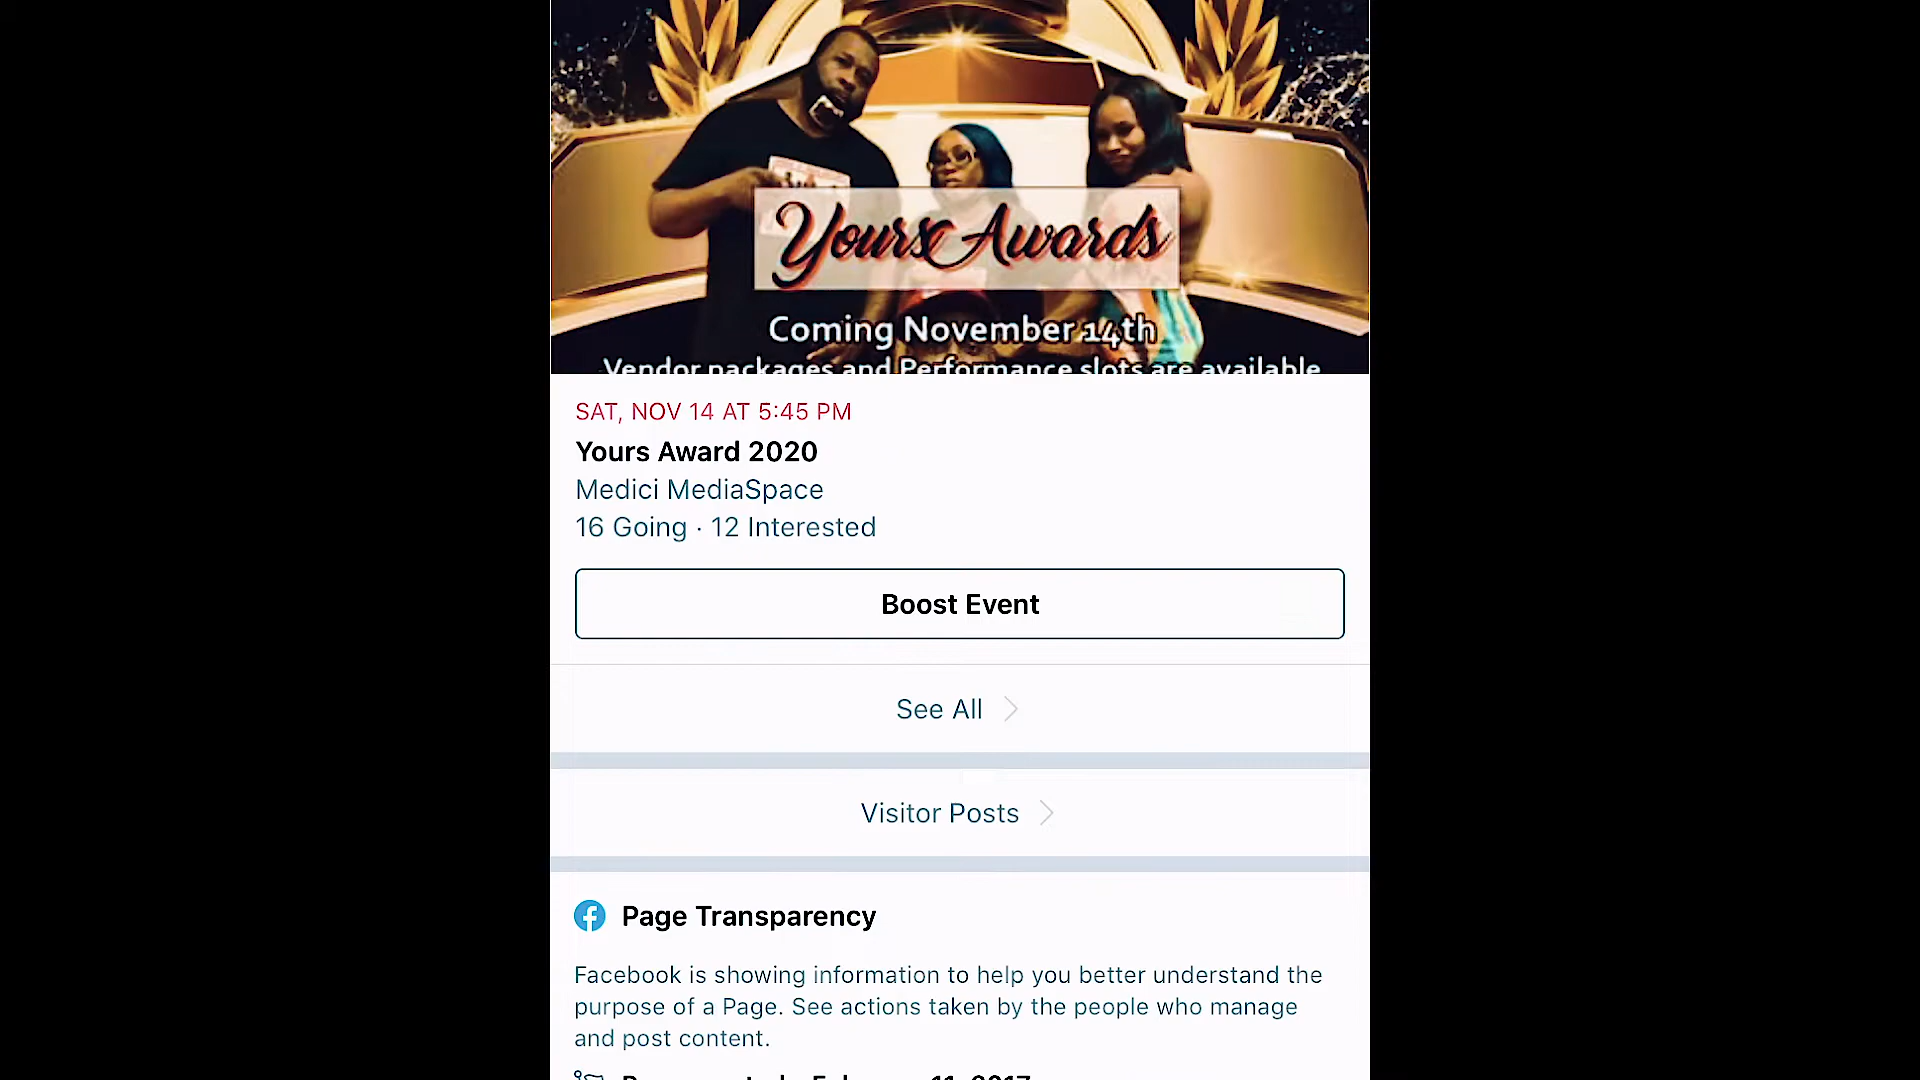 Yours Awards
Coming November 14th
Vendor packages and Performance slots are available
SAT, NOV 14 AT 5:45 PM
Yours Award 2020
Medici MediaSpace
16 Going · 12 Interested
Boost Event
See All
Visitor Posts
Page Transparency
Facebook is showing information to help you better understand the
purpose of a Page. See actions taken by the people who manage
and post content.